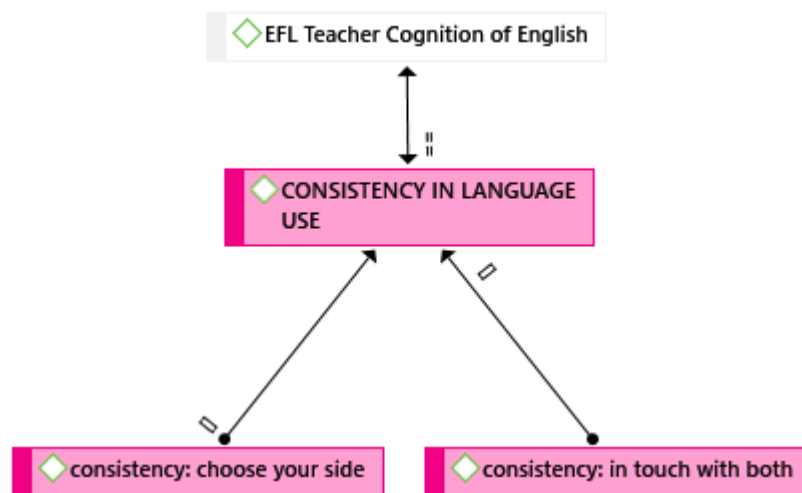 EFL Teacher Cognition of English
==
CONSISTENCY IN LANGUAGE
USE
[]
[]
consistency: choose your side
consistency: in touch with both